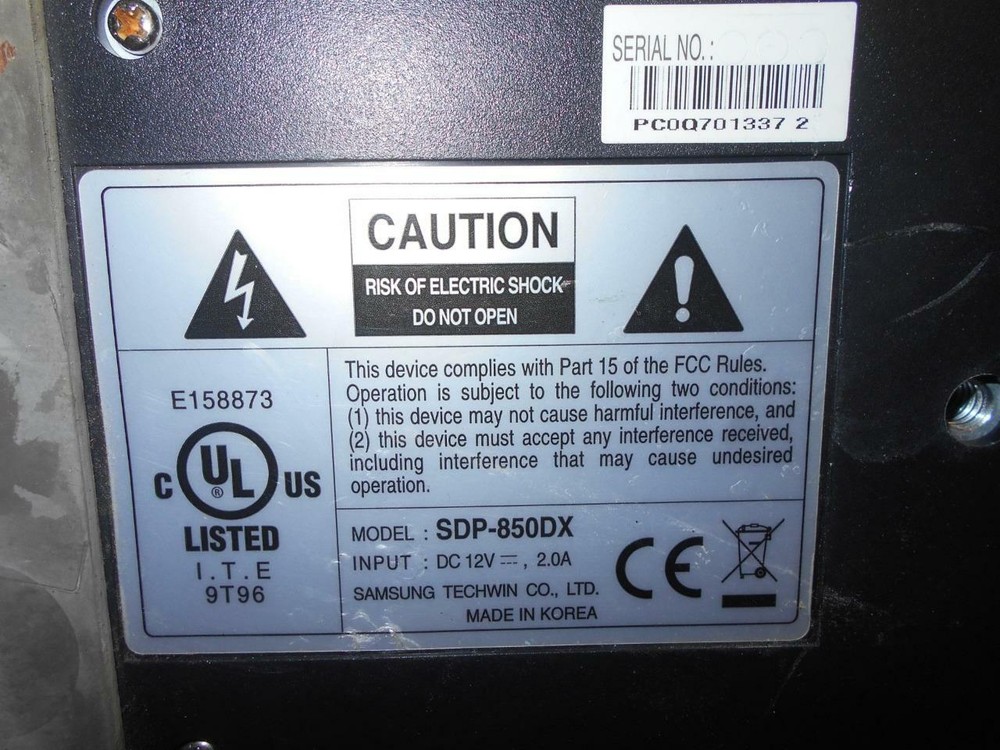 SERIAL NO.:
PC0Q701337 2
CAUTION
RISK OF ELECTRIC SHOCK
DO NOT OPEN
E158873
C UL ® US
LISTED
I.T.E
9T96
This device complies with Part 15 of the FCC Rules.
Operation is subject to the following two conditions:
(1) this device may not cause harmful interference, and
(2) this device must accept any interference received,
including interference that may cause undesired
operation.
MODEL : SDP-850DX
INPUT : DC 12V ⎓ , 2.0A
SAMSUNG TECHWIN CO., LTD.
MADE IN KOREA
CE